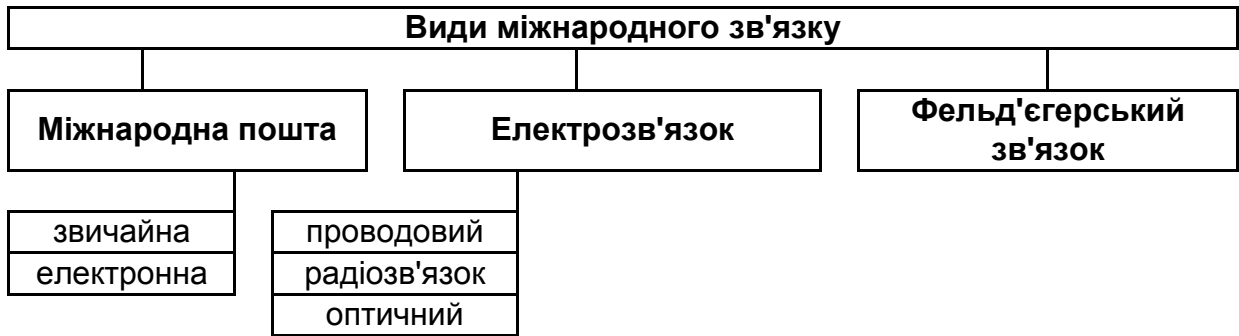 Види міжнародного зв'язку
Міжнародна пошта
Електрозв'язок
Фельд'єгерський
зв'язок
звичайна
електронна
проводовий
радіозв'язок
оптичний